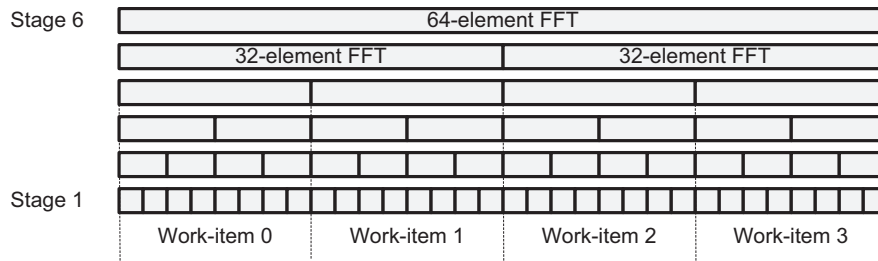 Stage 6
64-element FFT
32-element FFT 32-element FFT
Stage 1
Work-item 0 Work-item 1 Work-item 2 Work-item 3